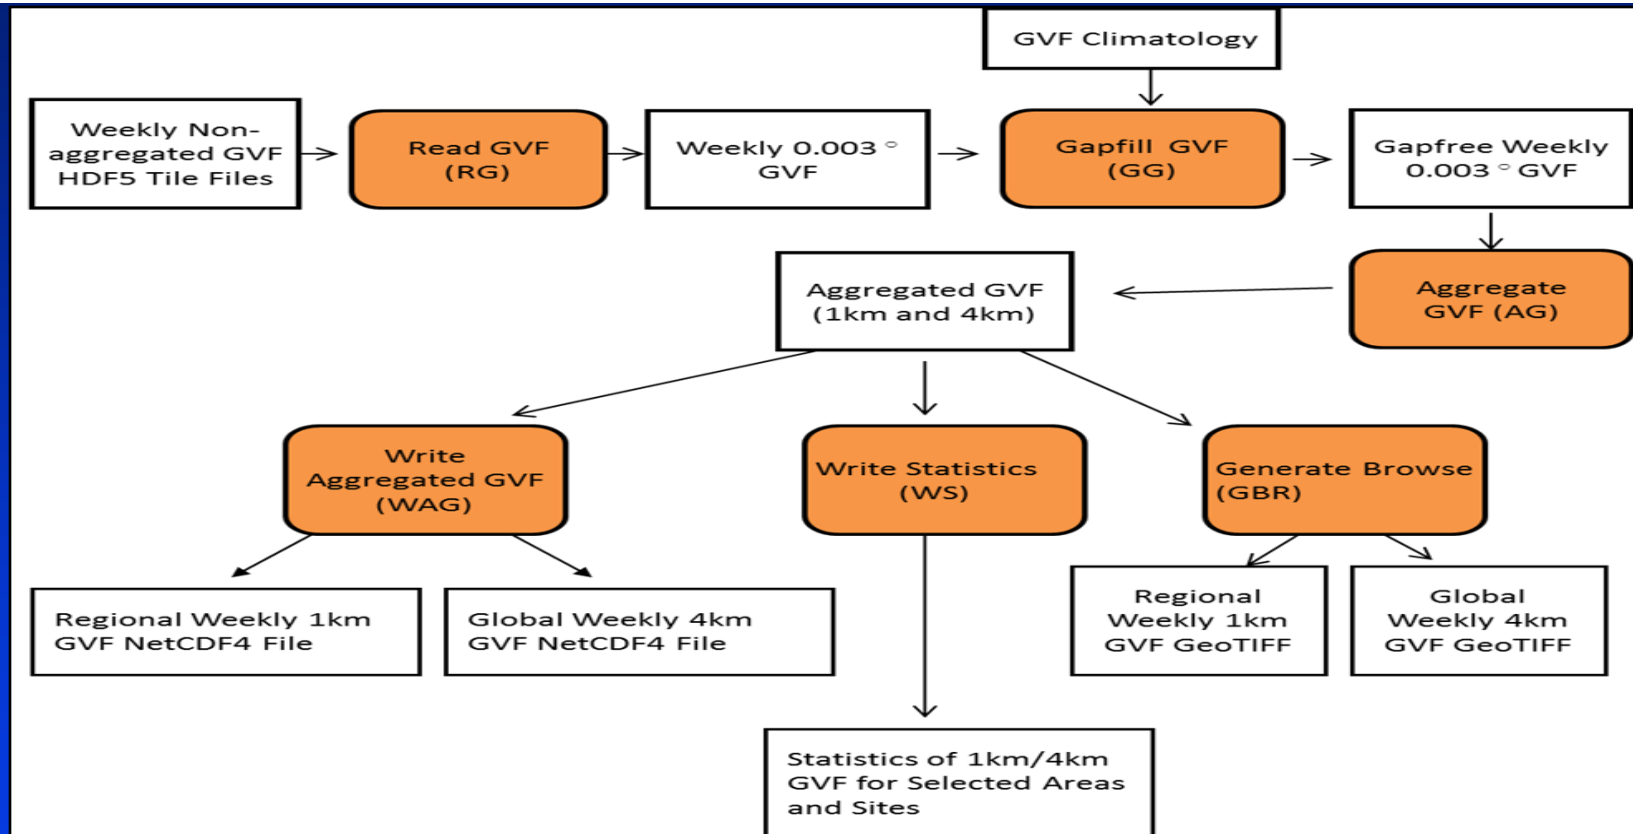 GVF Climatology
Weekly Non-
aggregated GVF
HDF5 Tile Files
Read GVF
(RG)
Weekly 0.003 °
GVF
Gapfill GVF
(GG)
Gapfree Weekly
0.003 ° GVF
Aggregated GVF
(1km and 4km)
Aggregate
GVF (AG)
Write
Aggregated GVF
(WAG)
Write Statistics
(WS)
Generate Browse
(GBR)
Regional Weekly 1km
GVF NetCDF4 File
Global Weekly 4km
GVF NetCDF4 File
Regional
Weekly 1km
GVF GeoTIFF
Global
Weekly 4km
GVF GeoTIFF
Statistics of 1km/4km
GVF for Selected Areas
and Sites